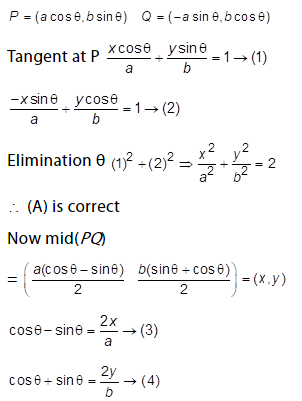 P = (a cos θ, b sin θ)   Q = (−a sin θ, b cos θ)
Tangent at P x cos θ / a + y sin θ / b = 1 → (1)
−x sin θ / a + y cos θ / b = 1 → (2)
Elimination θ (1)² + (2)² ⇒ x²/a² + y²/b² = 2
∴ (A) is correct
Now mid(PQ)
= ( a(cos θ − sin θ) / 2   b(sin θ + cos θ) / 2 ) = (x, y)
cos θ − sin θ = 2x / a → (3)
cos θ + sin θ = 2y / b → (4)